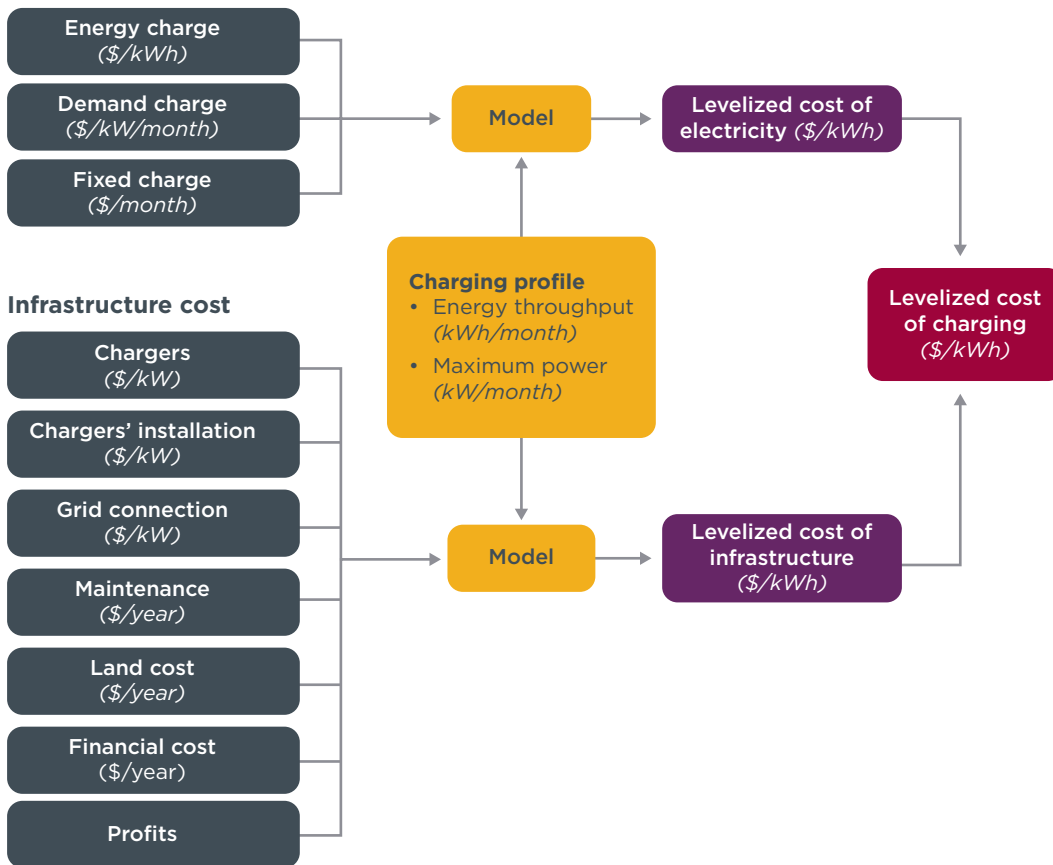 Energy charge
($/kWh)
Demand charge
($/kW/month)
Fixed charge
($/month)
Model
Levelized cost of
electricity ($/kWh)
Charging profile
• Energy throughput
(kWh/month)
• Maximum power
(kW/month)
Levelized cost
of charging
($/kWh)
Infrastructure cost
Chargers
($/kW)
Chargers’ installation
($/kW)
Grid connection
($/kW)
Maintenance
($/year)
Land cost
($/year)
Financial cost
($/year)
Profits
Model
Levelized cost of
infrastructure
($/kWh)